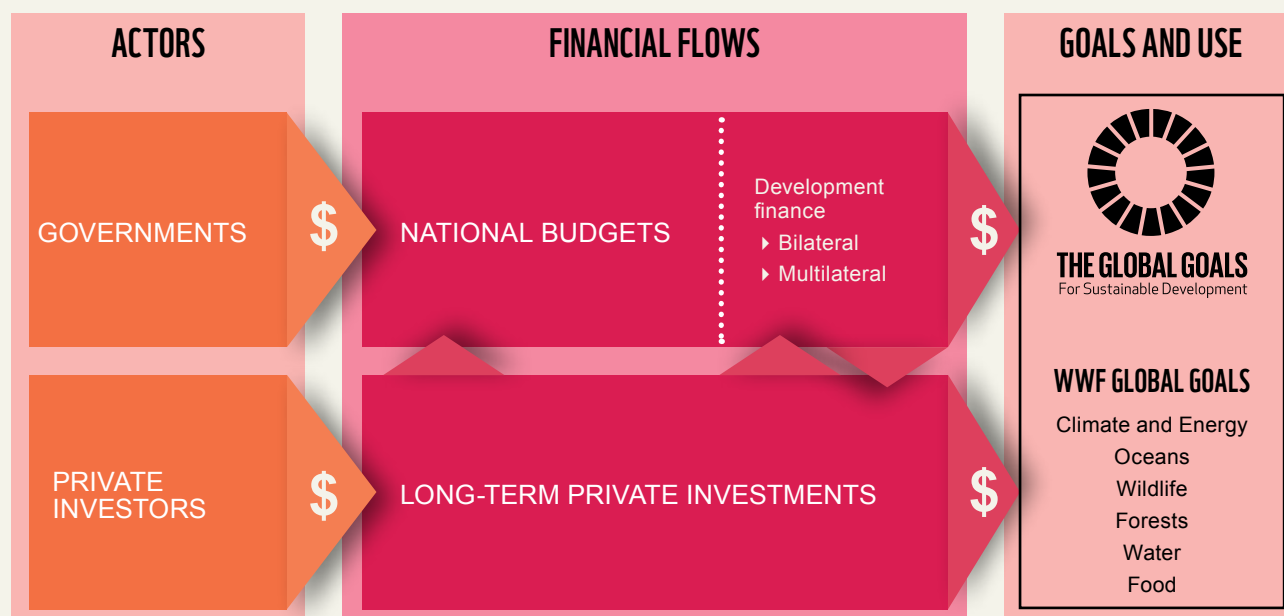 ACTORS
FINANCIAL FLOWS
GOALS AND USE
GOVERNMENTS
$
NATIONAL BUDGETS
Development
finance
Bilateral
Multilateral
$
THE GLOBAL GOALS
For Sustainable Development
PRIVATE
INVESTORS
$
LONG-TERM PRIVATE INVESTMENTS
$
WWF GLOBAL GOALS
Climate and Energy
Oceans
Wildlife
Forests
Water
Food